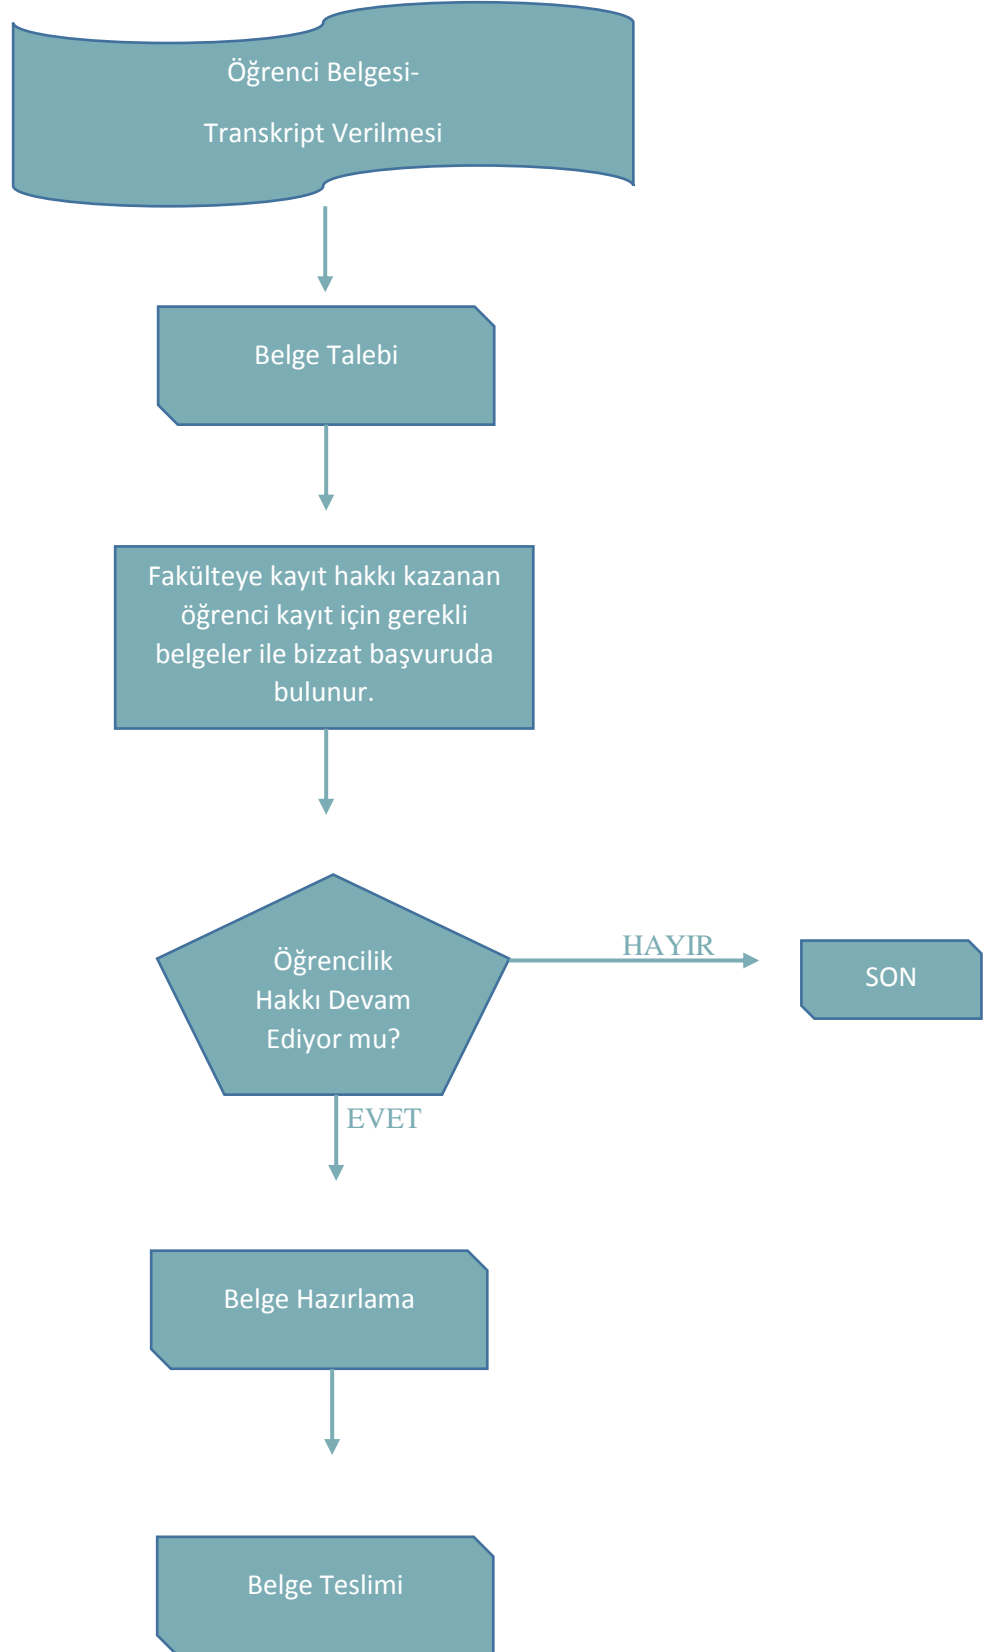 Öğrenci Belgesi-
Transkript Verilmesi
Belge Talebi
Fakülteye kayıt hakkı kazanan
öğrenci kayıt için gerekli
belgeler ile bizzat başvuruda
bulunur.
Öğrencilik
Hakkı Devam
Ediyor mu?
HAYIR
SON
EVET
Belge Hazırlama
Belge Teslimi